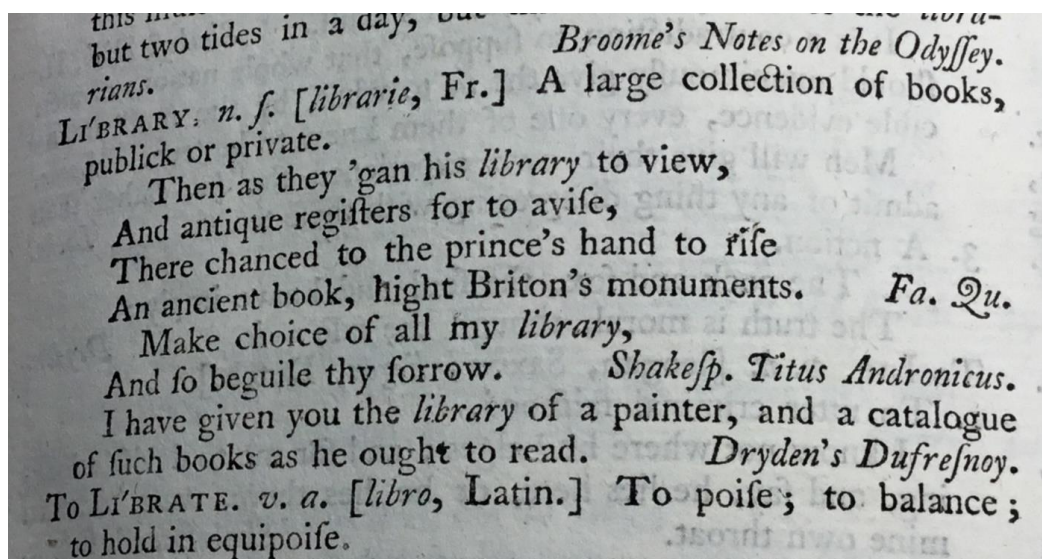 but two tides in a day,
Broome's Notes on the Odyſſey.
rians.
LI'BRARY. n. ſ. [librarie, Fr.] A large collection of books,
publick or private.
Then as they 'gan his library to view,
And antique regiſters for to aviſe,
There chanced to the prince's hand to riſe
An ancient book, hight Briton's monuments. Fa. Qu.
Make choice of all my library,
And ſo beguile thy ſorrow. Shakeſp. Titus Andronicus.
I have given you the library of a painter, and a catalogue
of ſuch books as he ought to read. Dryden's Dufreſnoy.
To LI'BRATE. v. a. [libro, Latin.] To poiſe; to balance;
to hold in equipoiſe.